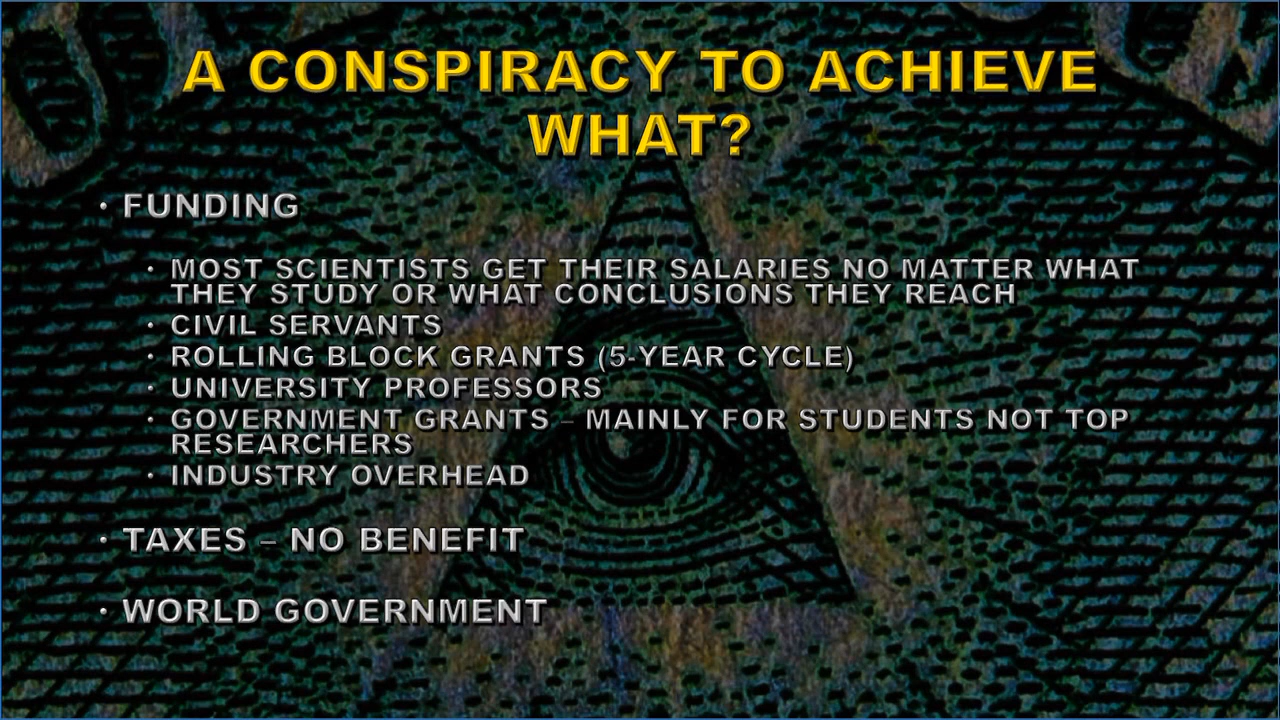 A CONSPIRACY TO ACHIEVE
WHAT?
• FUNDING
• MOST SCIENTISTS GET THEIR SALARIES NO MATTER WHAT
THEY STUDY OR WHAT CONCLUSIONS THEY REACH
• CIVIL SERVANTS
• ROLLING BLOCK GRANTS (5-YEAR CYCLE)
• UNIVERSITY PROFESSORS
• GOVERNMENT GRANTS – MAINLY FOR STUDENTS NOT TOP
RESEARCHERS
• INDUSTRY OVERHEAD
• TAXES – NO BENEFIT
• WORLD GOVERNMENT